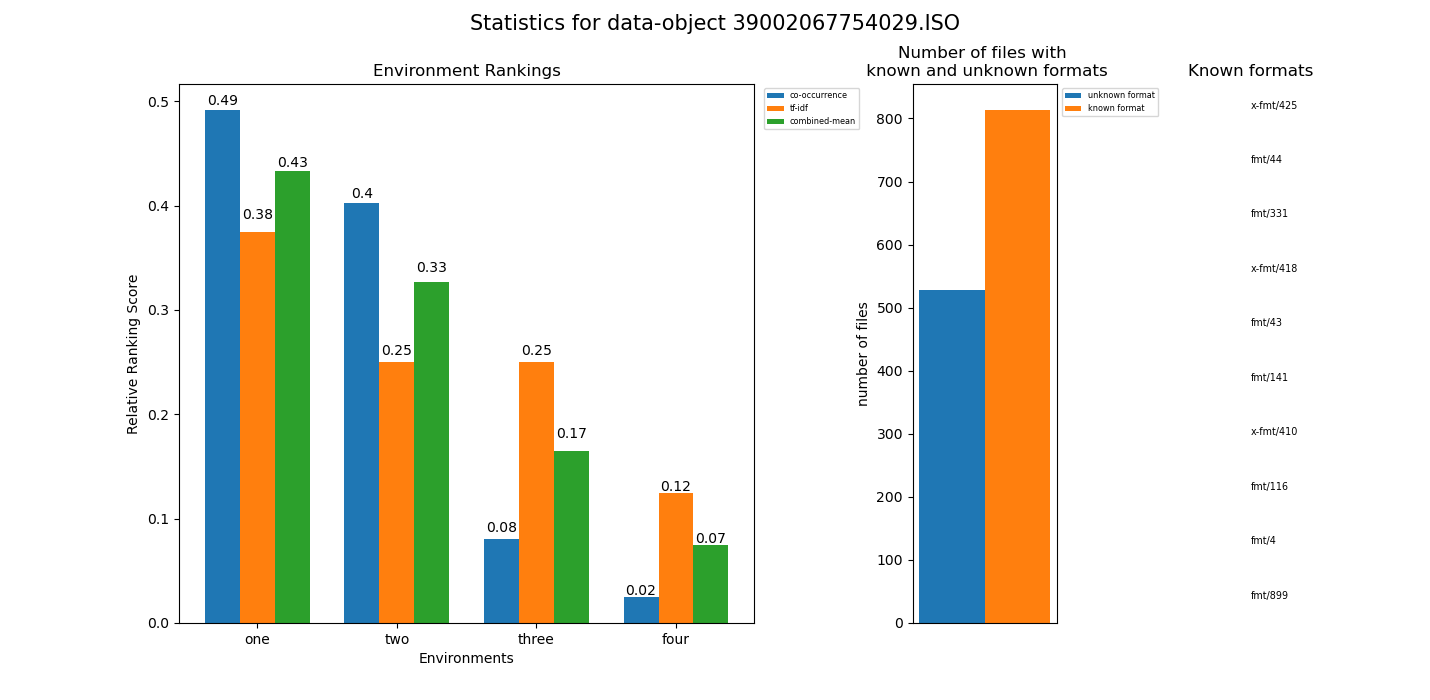 Statistics for data-object 39002067754029.ISO
Environment Rankings
0.5
0.4
0.3
0.2
0.1
0.0
Relative Ranking Score
0.49
0.38
0.43
0.4
0.25
0.33
0.08
0.25
0.17
0.02
0.12
0.07
one
two
three
four
Environments
co-occurrence
tf-idf
combined-mean
Number of files with
known and unknown formats
800
700
600
500
400
300
200
100
0
number of files
unknown format
known format
Known formats
x-fmt/425
fmt/44
fmt/331
x-fmt/418
fmt/43
fmt/141
x-fmt/410
fmt/116
fmt/4
fmt/899